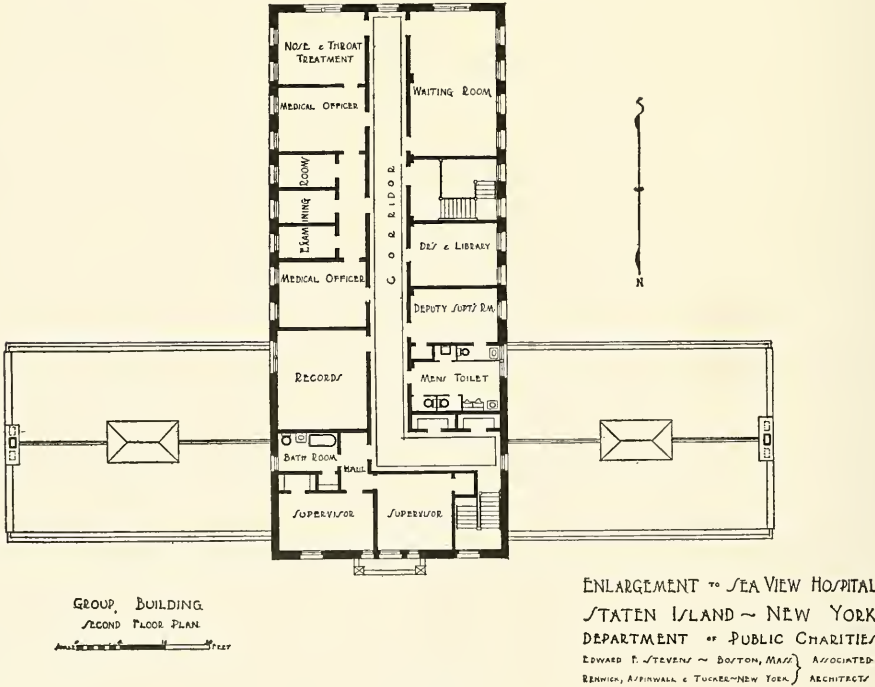 NOSE & THROAT
TREATMENT
WAITING ROOM
MEDICAL OFFICER
S
ROOMS
CORRIDOR
EXAMINING
DR'S & LIBRARY
N
MEDICAL OFFICER
DEPUTY SUPT'S RM.
RECORDS
MENS TOILET
BATH ROOM
HALL
SUPERVISOR
SUPERVISOR
GROUP, BUILDING
SECOND FLOOR PLAN
SCALE
FEET
ENLARGEMENT TO SEA VIEW HOSPITAL
STATEN ISLAND ~ NEW YORK
DEPARTMENT OF PUBLIC CHARITIES
EDWARD F. STEVENS ~ BOSTON, MASS } ASSOCIATED
RENWICK, ASPINWALL & TUCKER ~ NEW YORK } ARCHITECTS